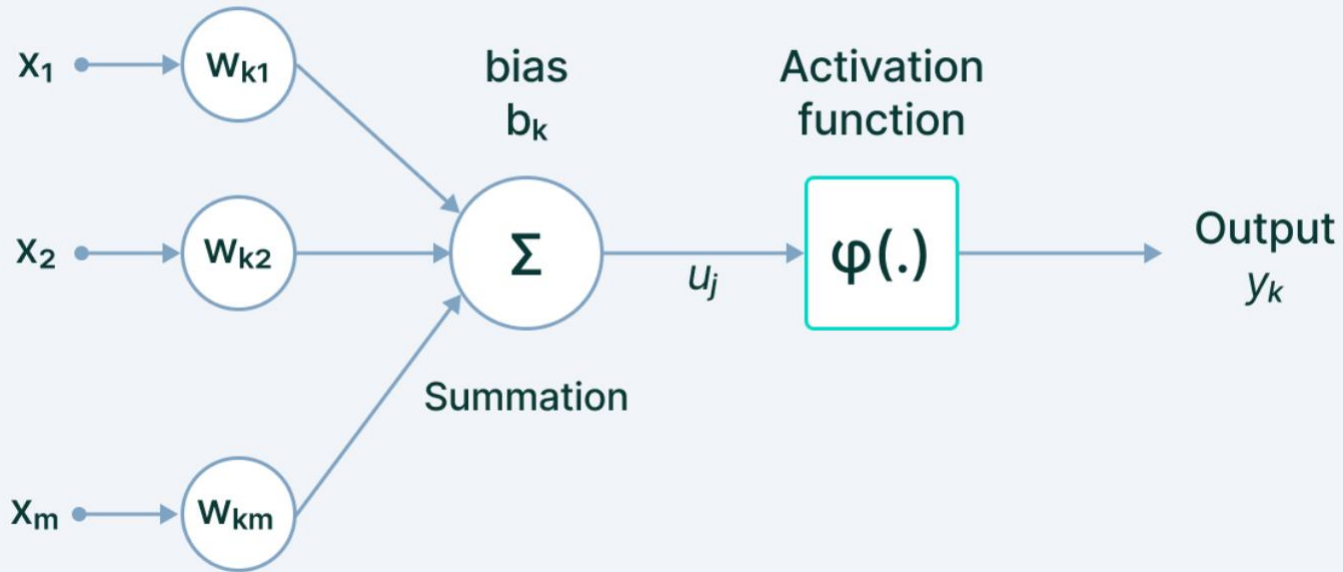 x₁
wₖ₁
bias
bₖ
Activation
function
x₂
wₖ₂
Σ
uⱼ
φ(.)
Output
yₖ
Summation
xₘ
wₖₘ